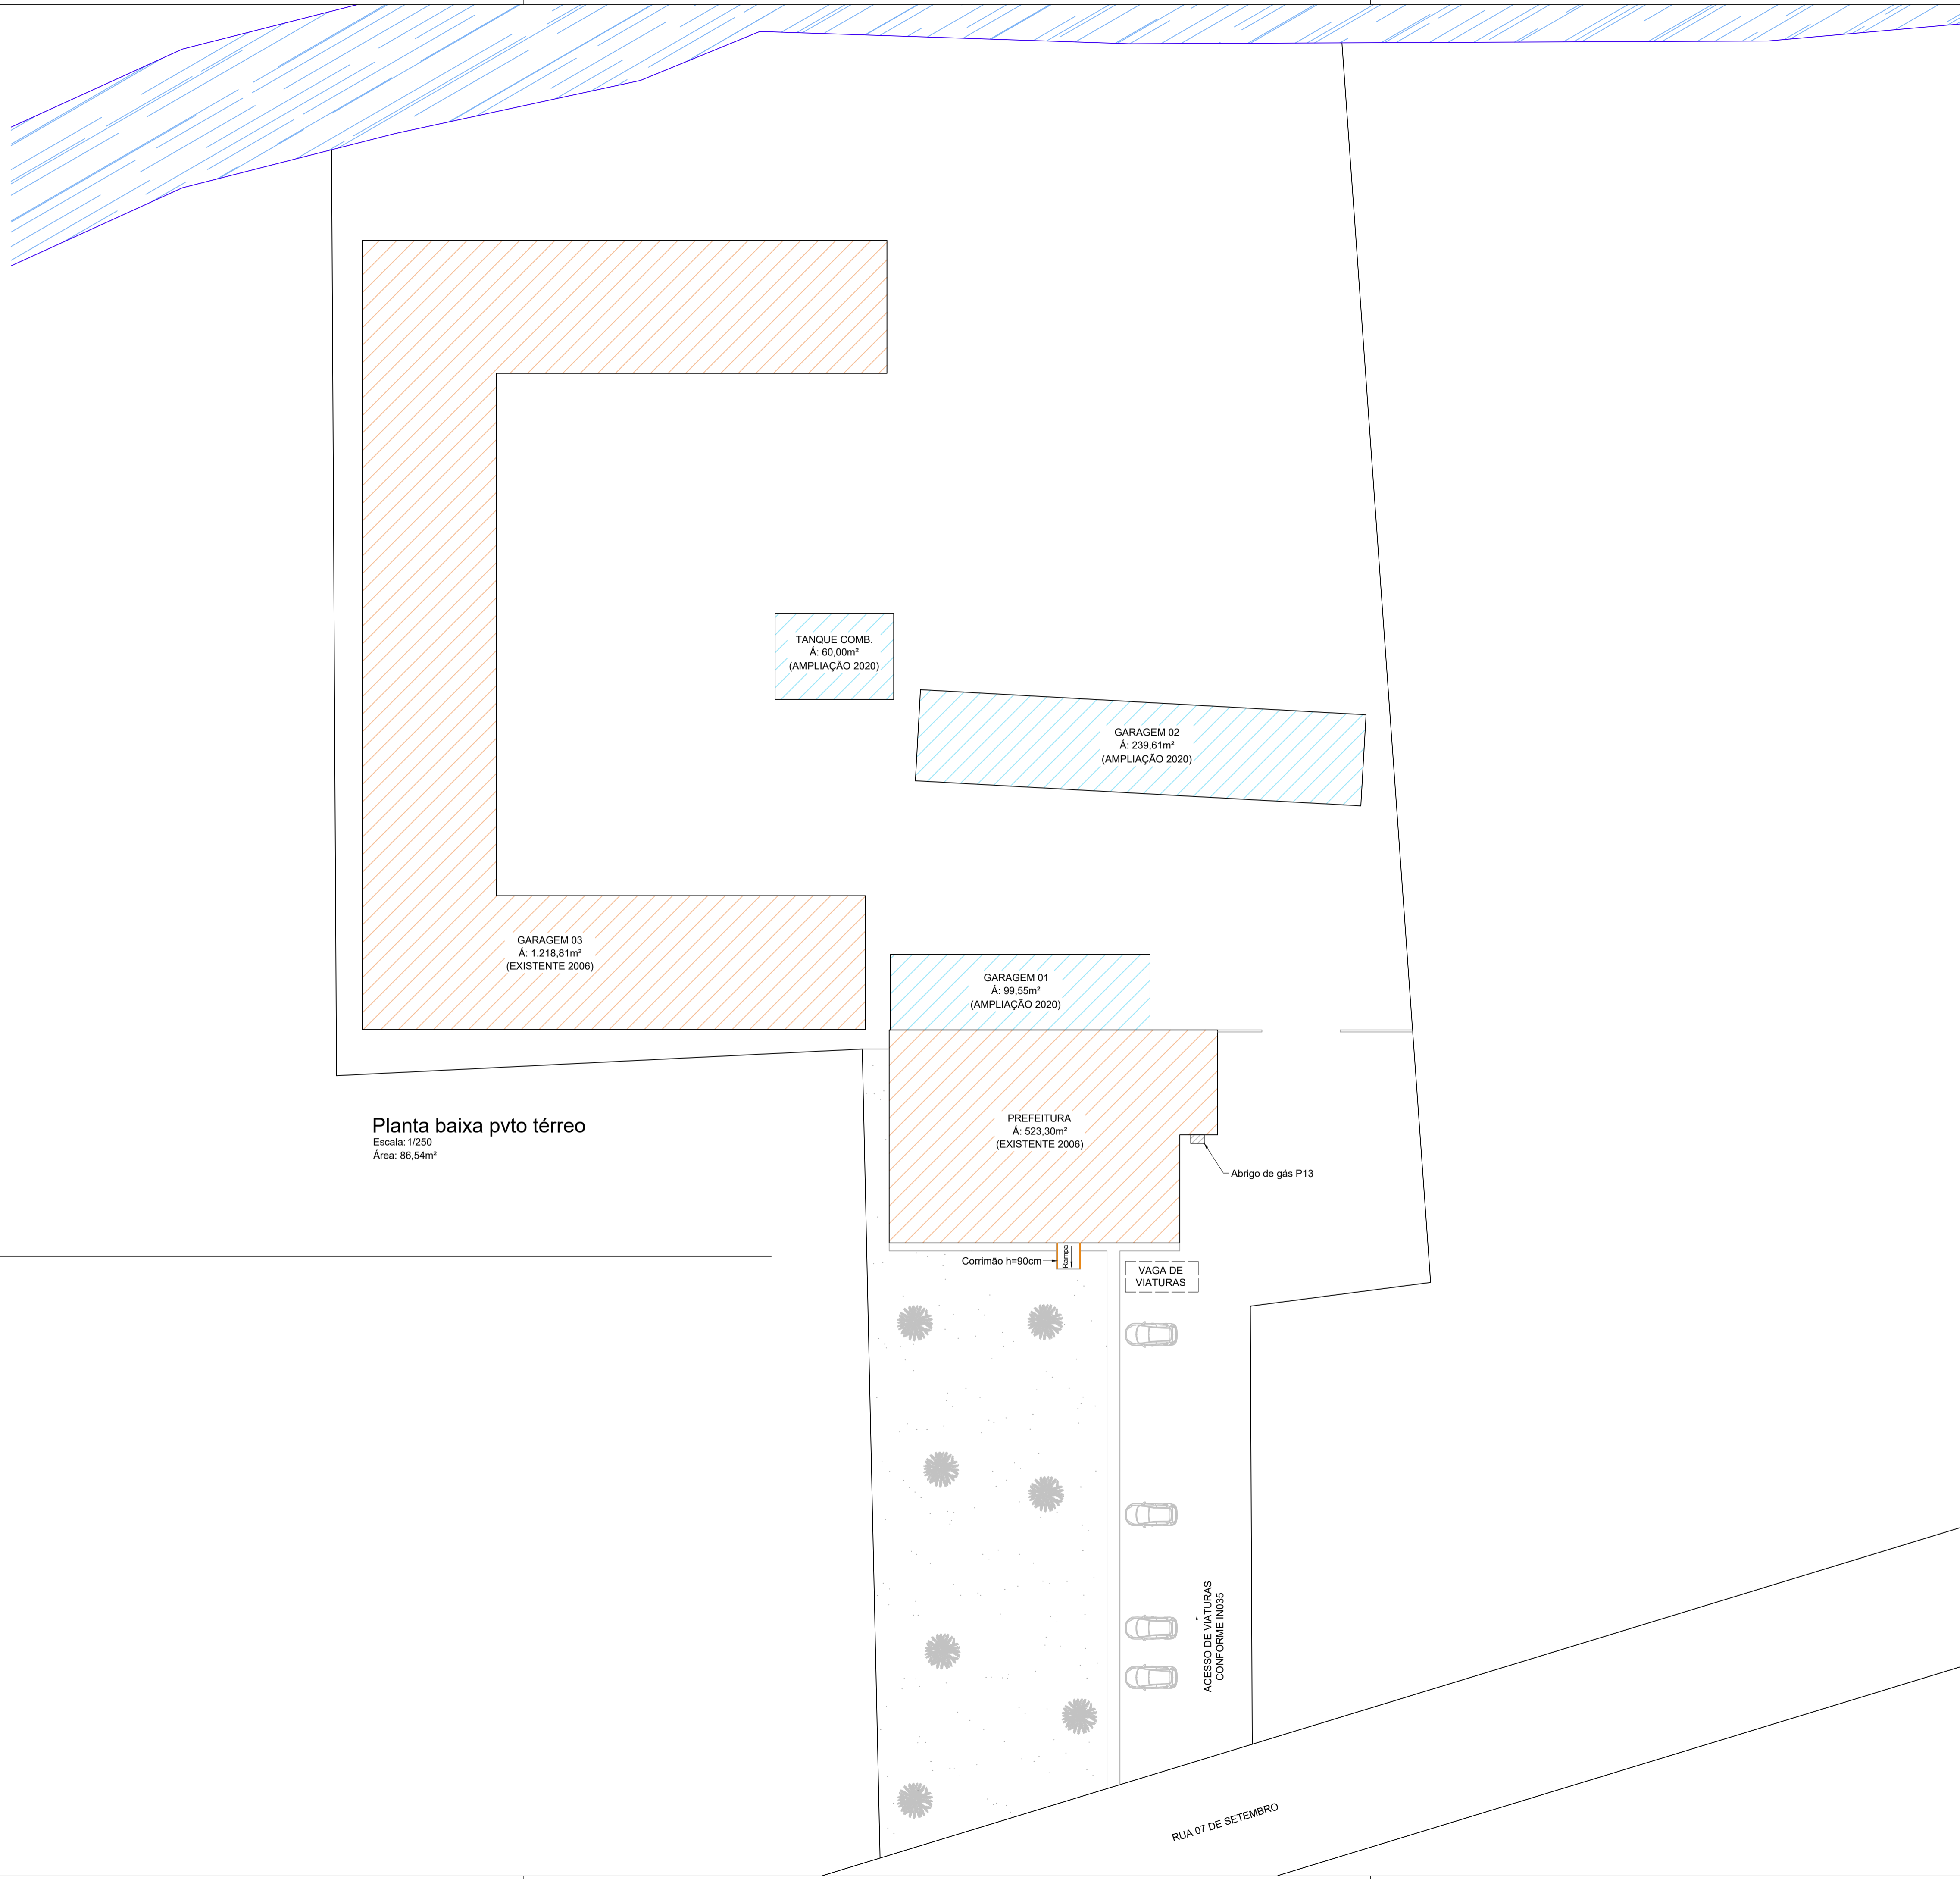 TANQUE COMB.
Á: 60,00m²
(AMPLIAÇÃO 2020)
GARAGEM 02
Á: 239,61m²
(AMPLIAÇÃO 2020)
GARAGEM 03
Á: 1.218,81m²
(EXISTENTE 2006)
GARAGEM 01
Á: 99,55m²
(AMPLIAÇÃO 2020)
PREFEITURA
Á: 523,30m²
(EXISTENTE 2006)
Planta baixa pvto térreo
Escala: 1/250
Área: 86,54m²
Abrigo de gás P13
Corrimão h=90cm
Rampa
VAGA DE
VIATURAS
ACESSO DE VIATURAS
CONFORME IN035
RUA 07 DE SETEMBRO